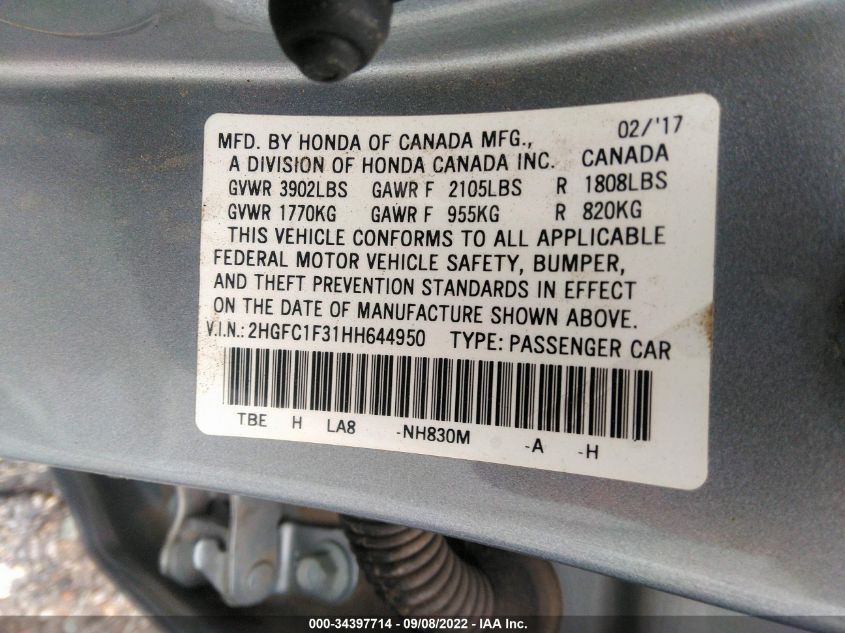 02/'17
MFD. BY HONDA OF CANADA MFG.,
A DIVISION OF HONDA CANADA INC. CANADA
GVWR 3902LBS GAWR F 2105LBS R 1808LBS
GVWR 1770KG GAWR F 955KG R 820KG
THIS VEHICLE CONFORMS TO ALL APPLICABLE
FEDERAL MOTOR VEHICLE SAFETY, BUMPER,
AND THEFT PREVENTION STANDARDS IN EFFECT
ON THE DATE OF MANUFACTURE SHOWN ABOVE.
V.I.N.: 2HGFC1F31HH644950 TYPE: PASSENGER CAR
TBE H LA8 -NH830M -A -H
000-34397714 - 09/08/2022 - IAA Inc.